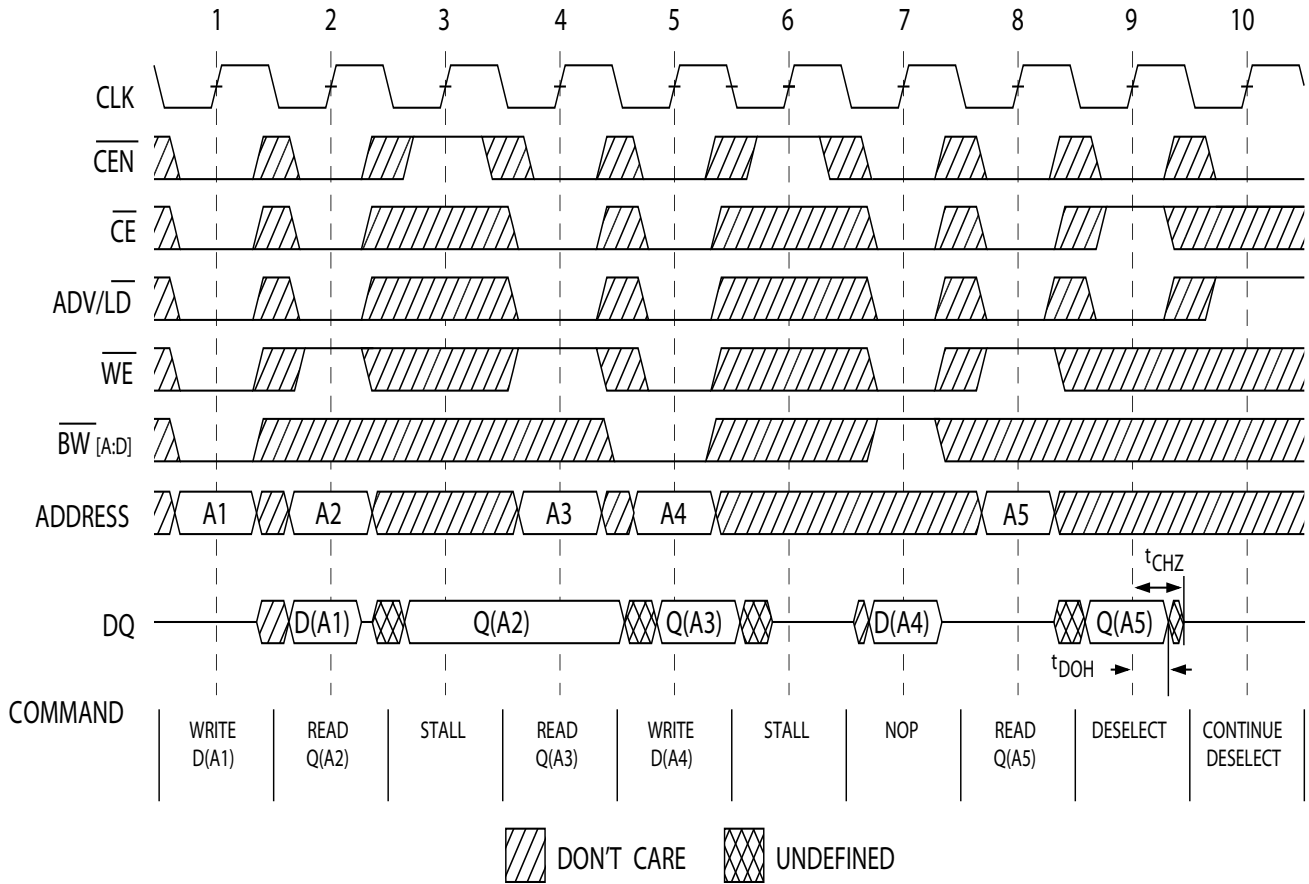 1 2 3 4 5 6 7 8 9 10
CLK
CEN
CE
ADV/LD
WE
BW [A:D]
ADDRESS A1 A2 A3 A4 A5
tCHZ
DQ D(A1) Q(A2) Q(A3) D(A4) Q(A5)
tDOH
COMMAND
WRITE D(A1)
READ Q(A2)
STALL
READ Q(A3)
WRITE D(A4)
STALL
NOP
READ Q(A5)
DESELECT
CONTINUE DESELECT
DON'T CARE UNDEFINED